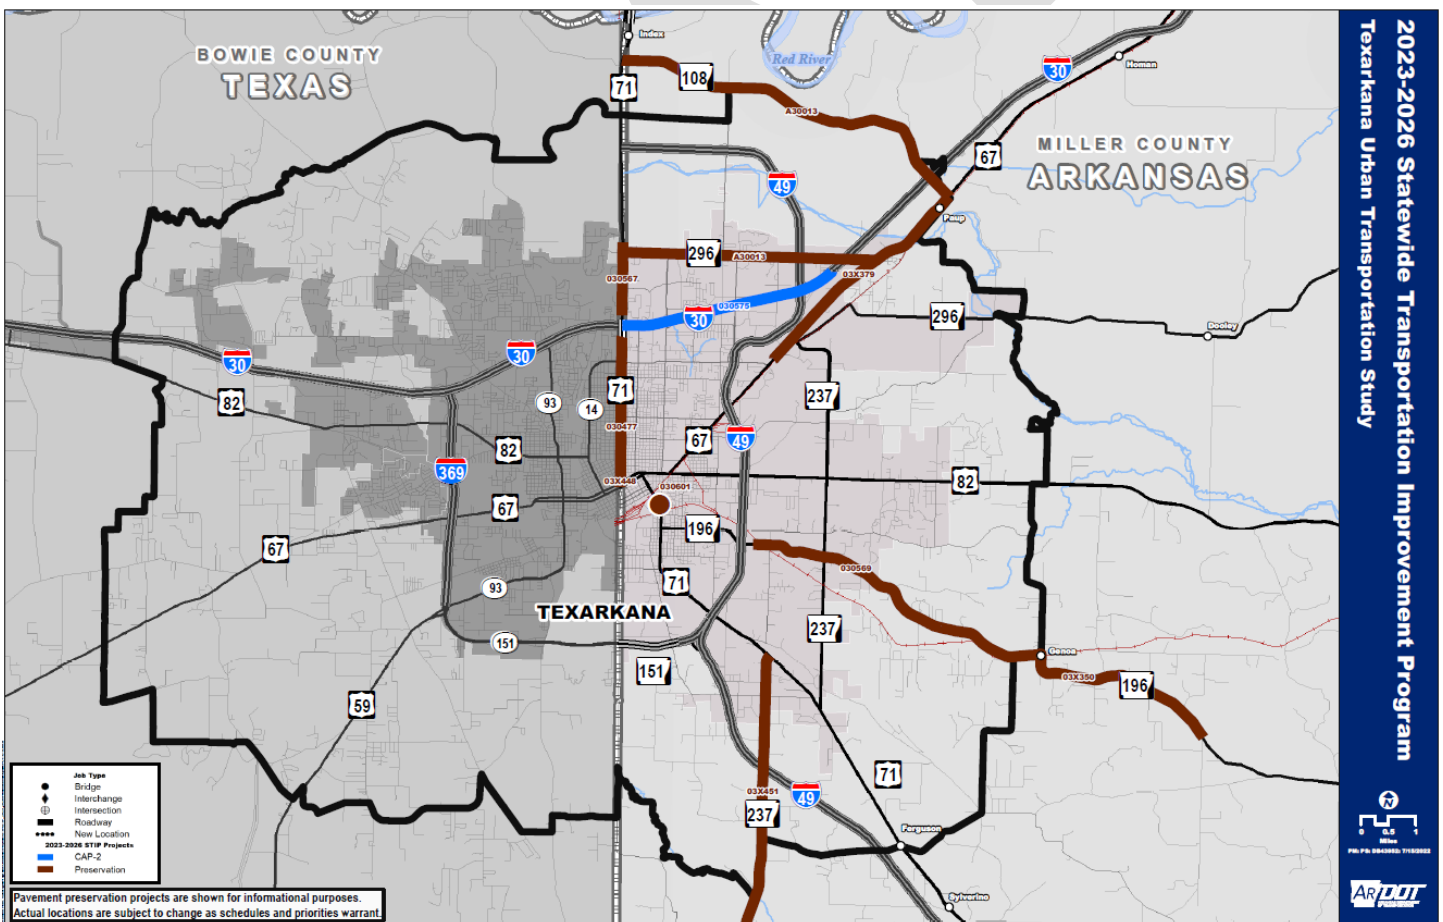 2023-2026 Statewide Transportation Improvement Program
Texarkana Urban Transportation Study
BOWIE COUNTY
TEXAS
Index
Red River
30
Homan
71
108
A30013
67
MILLER COUNTY
ARKANSAS
49
Paup
296
A30013
03X379
030567
030575
30
296
Dooley
30
30
82
93
14
71
237
030477
67
49
82
369
03X448
030601
82
67
196
67
030569
93
71
TEXARKANA
237
151
151
Genoa
03X350
196
59
71
03X451
49
237
Ferguson
Sylverino
Job Type
Bridge
Interchange
Intersection
Roadway
New Location
2023-2026 STIP Projects
CAP-2
Preservation
Pavement preservation projects are shown for informational purposes.
Actual locations are subject to change as schedules and priorities warrant.
N
0 0.5 1
Miles
ARDOT